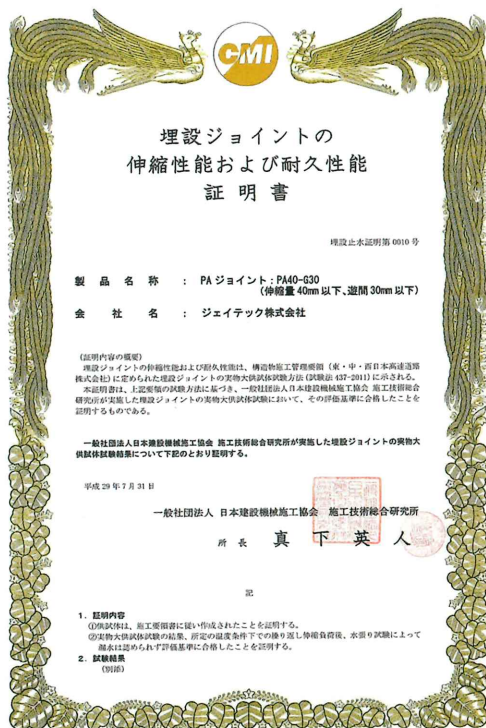 CMI
埋設ジョイントの
伸縮性能および耐久性能
証明書
埋設止水証明第 0010 号
製品名称 : PA ジョイント : PA40-G30
(伸縮量 40mm 以下、遊間 30mm 以下)
会社名 : ジェイテック株式会社
(証明内容の概要)
埋設ジョイントの伸縮性能および耐久性能は、構造物施工管理要領(東・中・西日本高速道路
株式会社)に定められた埋設ジョイントの実物大供試体試験方法(試験法 437-2011)に示される。
本証明書は、上記要領の試験方法に基づき、一般社団法人日本建設機械施工協会 施工技術総合
研究所が実施した埋設ジョイントの実物大供試体試験において、その評価基準に合格したことを
証明するものである。
一般社団法人日本建設機械施工協会 施工技術総合研究所が実施した埋設ジョイントの実物大
供試体試験結果について下記のとおり証明する。
平成 29 年 7 月 31 日
一般社団法人 日本建設機械施工協会 施工技術総合研究所
所長 真下英人
記
1. 証明内容
①供試体は、施工要領書に従い作成されたことを証明する。
②実物大供試体試験の結果、所定の温度条件下での繰り返し伸縮負荷後、水張り試験によって
漏水は認められず評価基準に合格したことを証明する。
2. 試験結果
(別添)